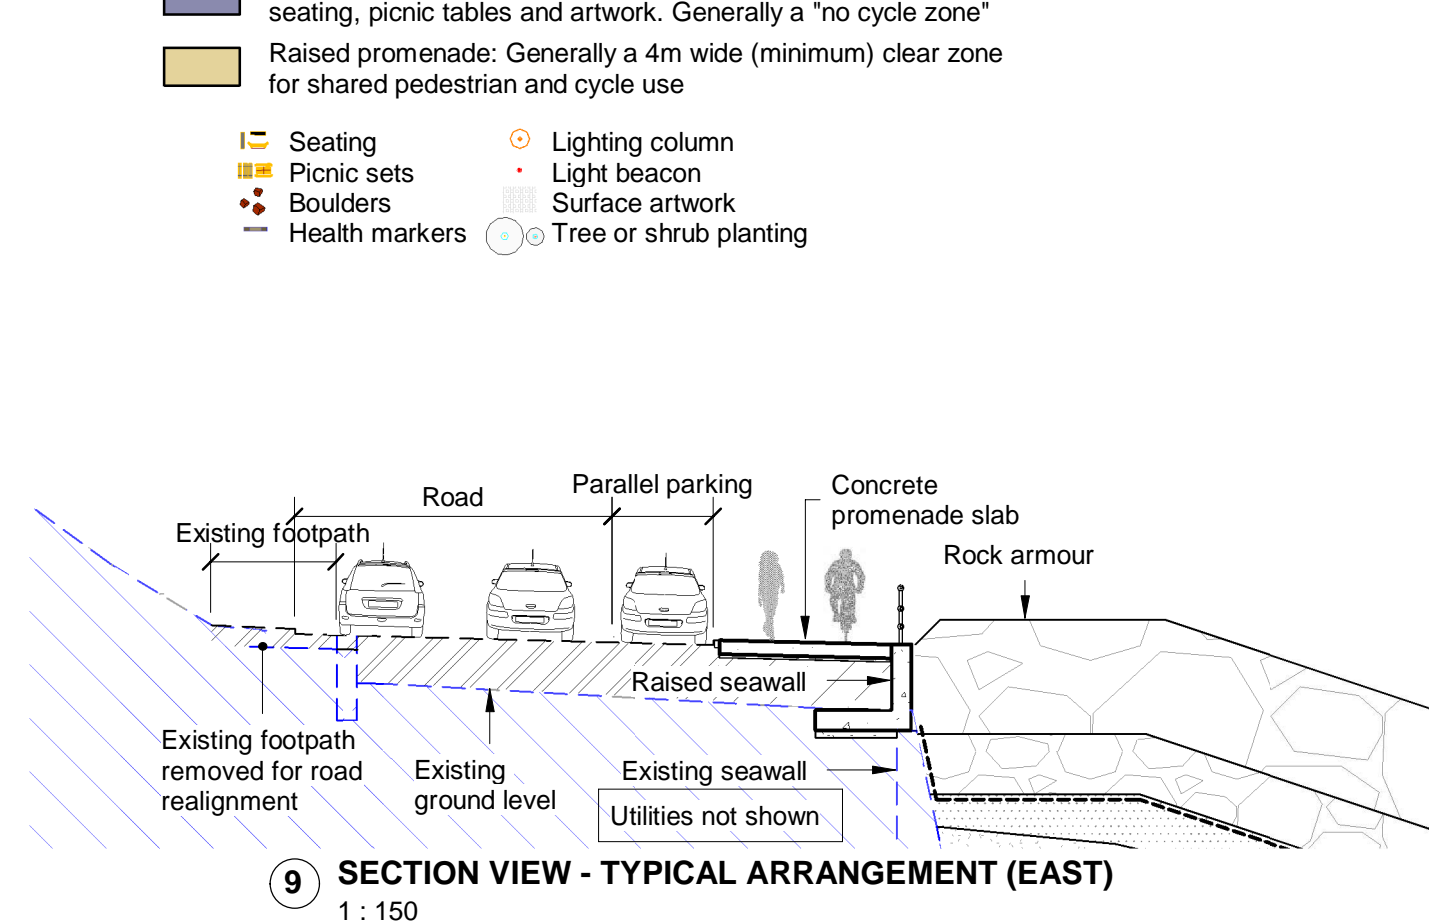 seating, picnic tables and artwork. Generally a "no cycle zone"
Raised promenade: Generally a 4m wide (minimum) clear zone
for shared pedestrian and cycle use
Seating
Lighting column
Picnic sets
Light beacon
Boulders
Surface artwork
Health markers
Tree or shrub planting
Parallel parking
Road
Concrete
promenade slab
Existing footpath
Rock armour
Raised seawall
Existing footpath
removed for road
realignment
Existing
ground level
Existing seawall
Utilities not shown
9
SECTION VIEW - TYPICAL ARRANGEMENT (EAST)
1 : 150